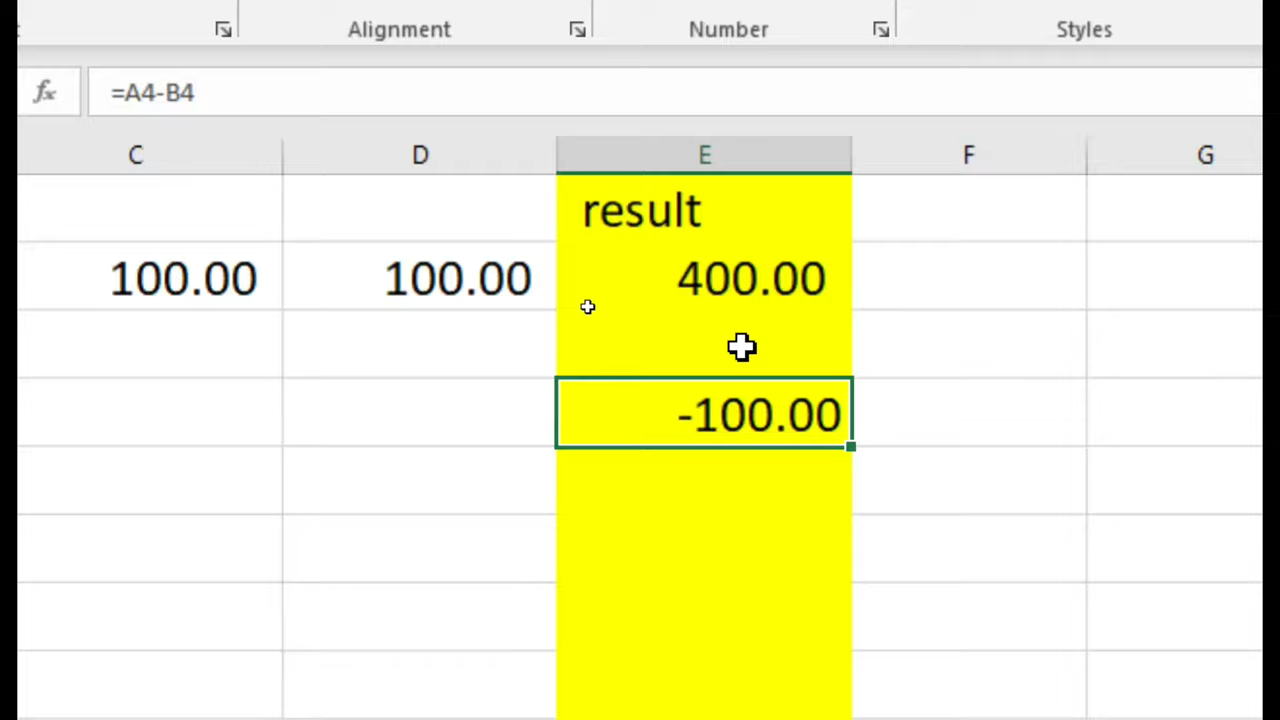 Alignment Number Styles
fx =A4-B4
C D E F G
result
100.00 100.00 400.00
-100.00